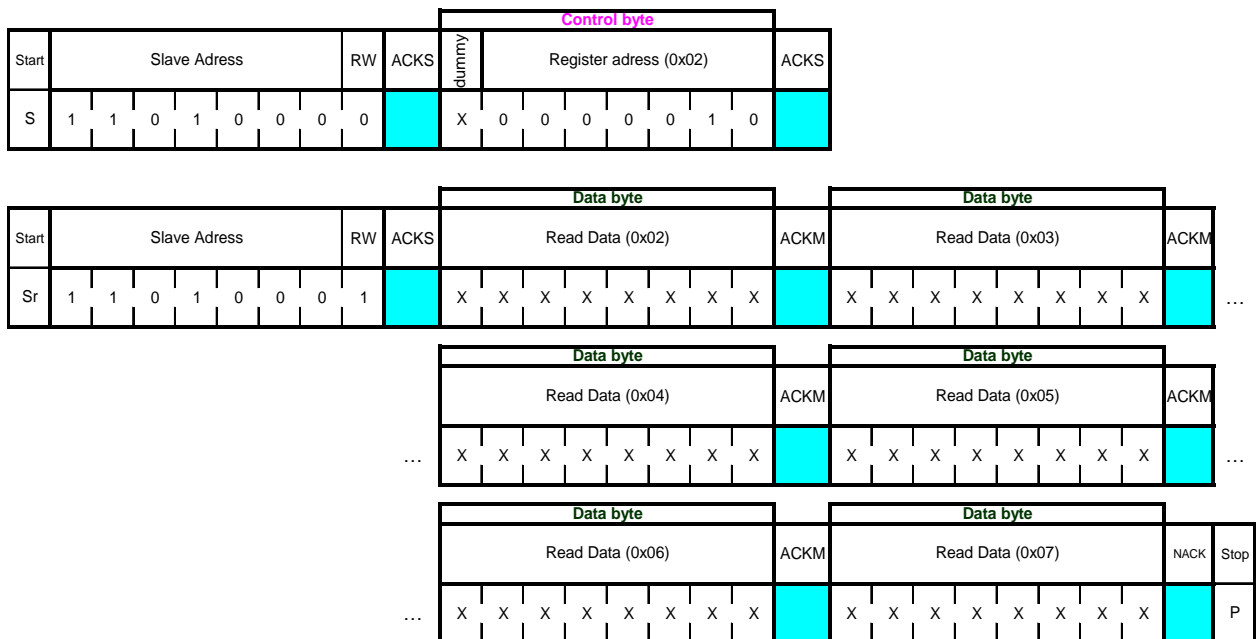 Control byte
Start Slave Adress RW ACKS dummy Register adress (0x02) ACKS
S 1 1 0 1 0 0 0 0 X 0 0 0 0 0 1 0
Data byte Data byte
Start Slave Adress RW ACKS Read Data (0x02) ACKM Read Data (0x03) ACKM
Sr 1 1 0 1 0 0 0 1 X X X X X X X X X X X X X X X X ...
Data byte Data byte
Read Data (0x04) ACKM Read Data (0x05) ACKM
... X X X X X X X X X X X X X X X X ...
Data byte Data byte
Read Data (0x06) ACKM Read Data (0x07) NACK Stop
... X X X X X X X X X X X X X X X X P